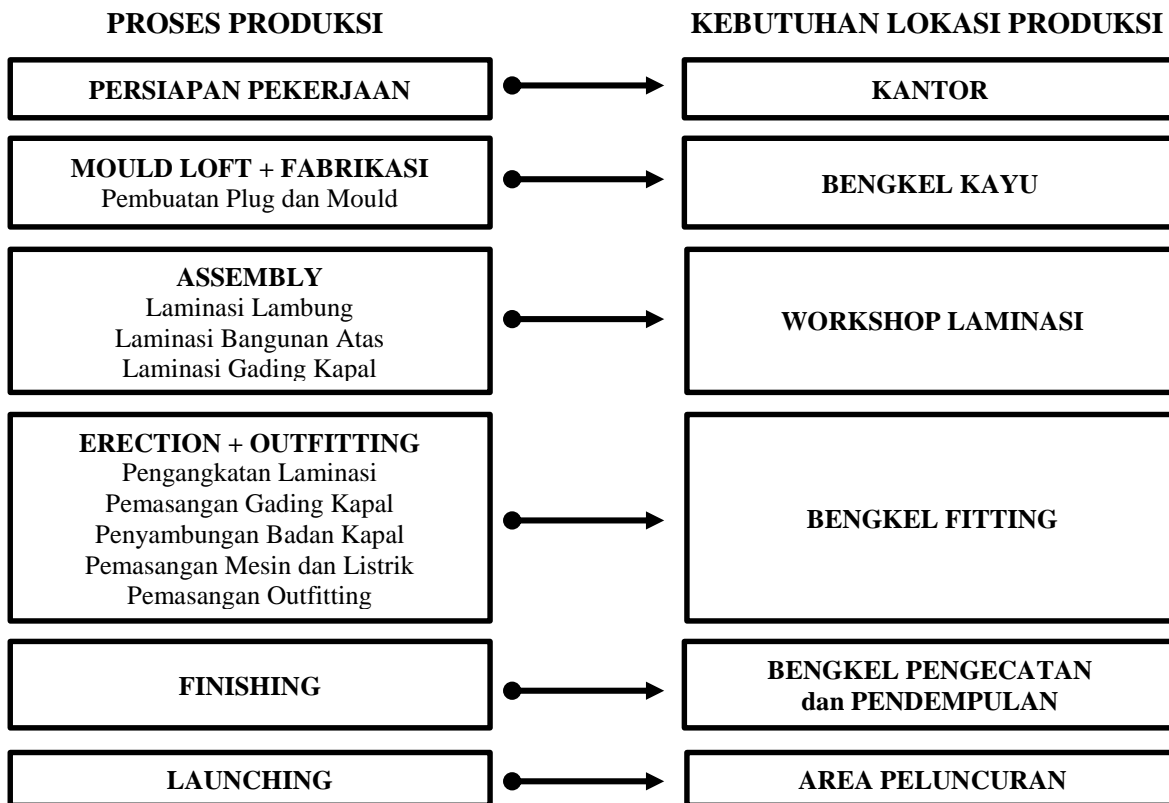 PROSES PRODUKSI
KEBUTUHAN LOKASI PRODUKSI
PERSIAPAN PEKERJAAN
KANTOR
MOULD LOFT + FABRIKASI
Pembuatan Plug dan Mould
BENGKEL KAYU
ASSEMBLY
Laminasi Lambung
Laminasi Bangunan Atas
Laminasi Gading Kapal
WORKSHOP LAMINASI
ERECTION + OUTFITTING
Pengangkatan Laminasi
Pemasangan Gading Kapal
Penyambungan Badan Kapal
Pemasangan Mesin dan Listrik
Pemasangan Outfitting
BENGKEL FITTING
FINISHING
BENGKEL PENGECATAN
dan PENDEMPULAN
LAUNCHING
AREA PELUNCURAN